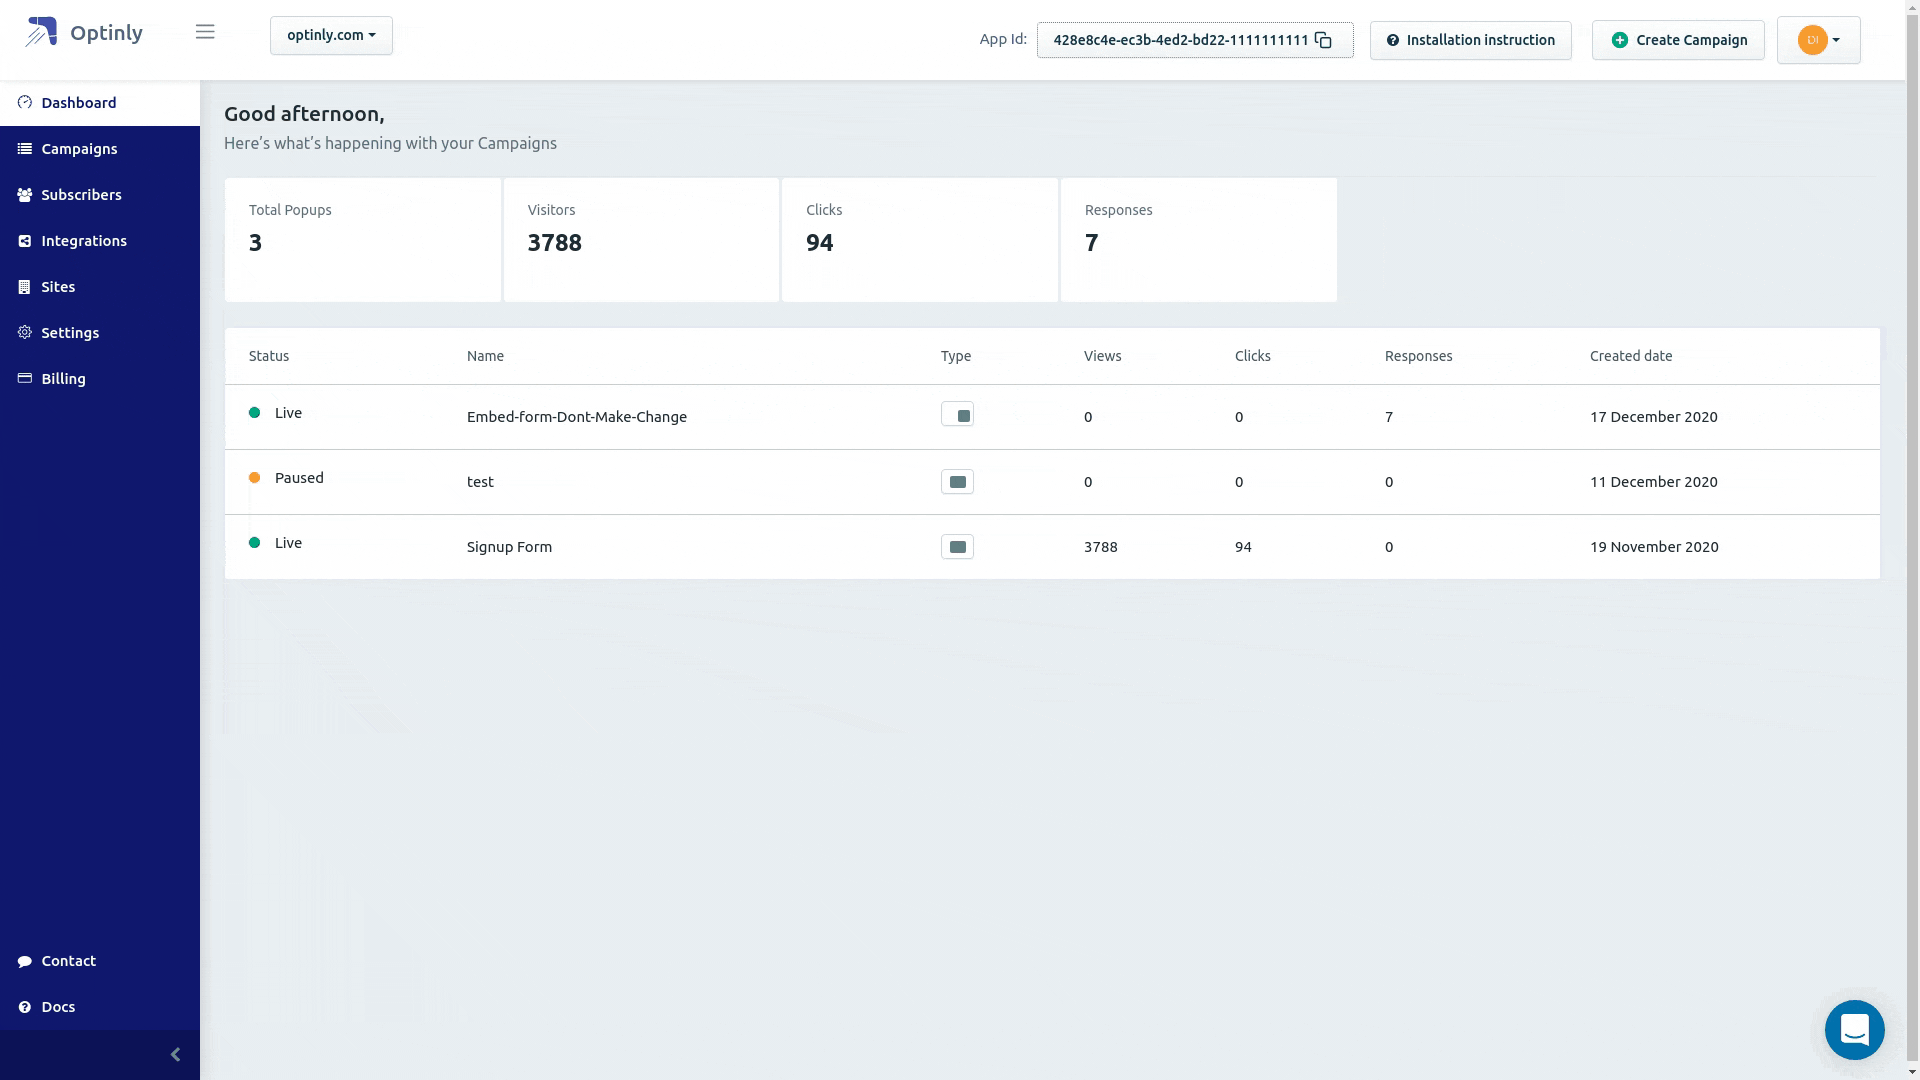 Optinly
optinly.com
App Id: 428e8c4e-ec3b-4ed2-bd22-1111111111
Installation instruction
Create Campaign
DI
Dashboard
Campaigns
Subscribers
Integrations
Sites
Settings
Billing
Contact
Docs
Good afternoon,
Here’s what’s happening with your Campaigns
Total Popups
3
Visitors
3788
Clicks
94
Responses
7
Status Name Type Views Clicks Responses Created date
Live Embed-form-Dont-Make-Change 0 0 7 17 December 2020
Paused test 0 0 0 11 December 2020
Live Signup Form 3788 94 0 19 November 2020